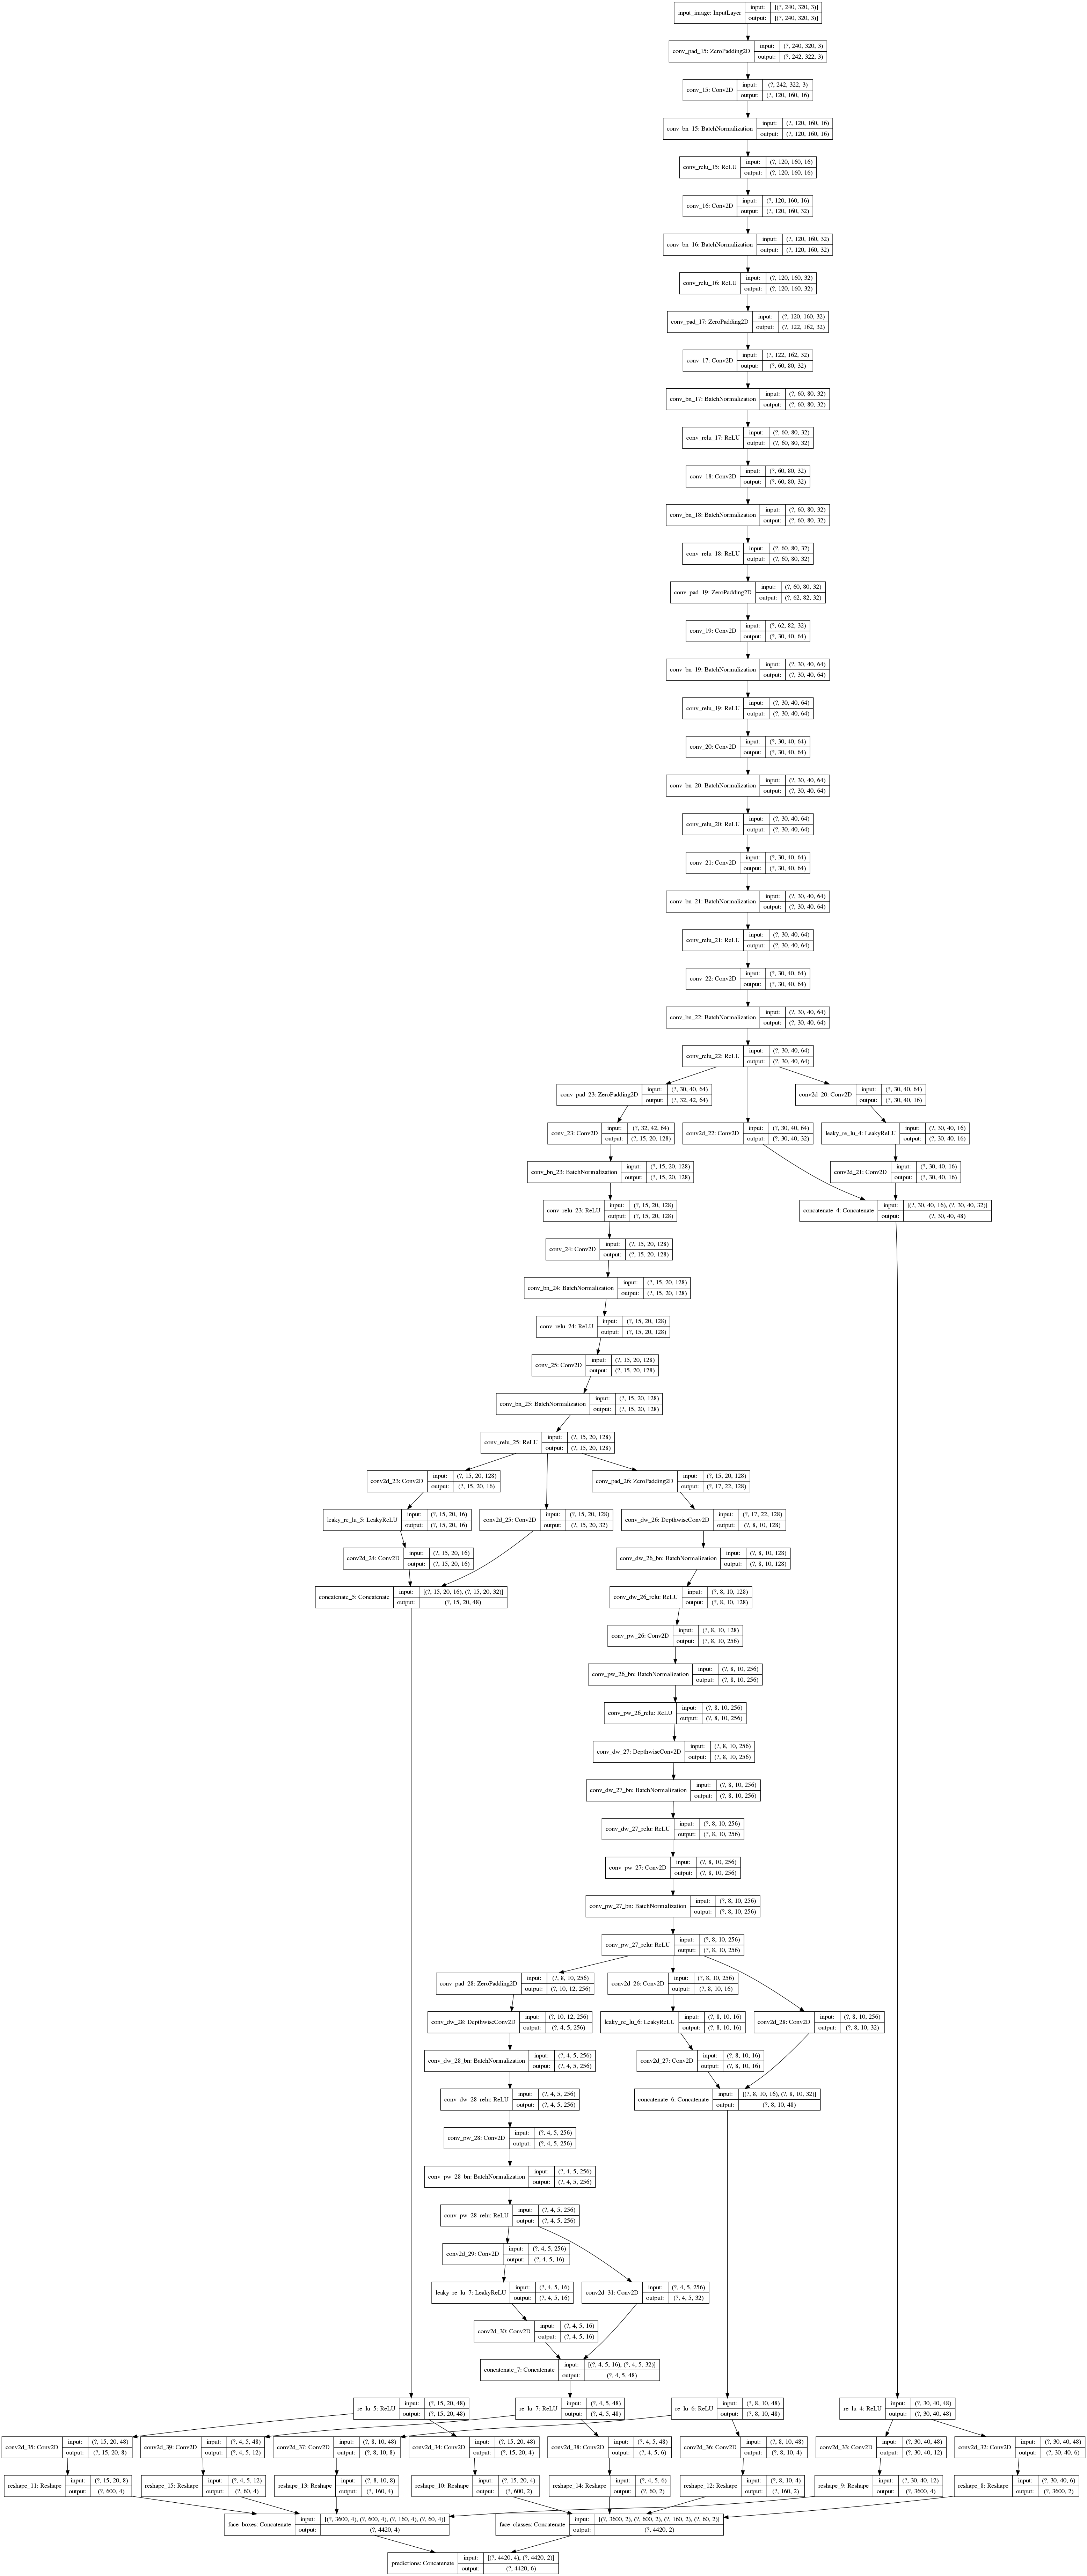 input_image: InputLayer
input: [(?, 240, 320, 3)]
output: [(?, 240, 320, 3)]
conv_pad_15: ZeroPadding2D
input: (?, 240, 320, 3)
output: (?, 242, 322, 3)
conv_15: Conv2D
input: (?, 242, 322, 3)
output: (?, 120, 160, 16)
conv_bn_15: BatchNormalization
input: (?, 120, 160, 16)
output: (?, 120, 160, 16)
conv_relu_15: ReLU
input: (?, 120, 160, 16)
output: (?, 120, 160, 16)
conv_16: Conv2D
input: (?, 120, 160, 16)
output: (?, 120, 160, 32)
conv_bn_16: BatchNormalization
input: (?, 120, 160, 32)
output: (?, 120, 160, 32)
conv_relu_16: ReLU
input: (?, 120, 160, 32)
output: (?, 120, 160, 32)
conv_pad_17: ZeroPadding2D
input: (?, 120, 160, 32)
output: (?, 122, 162, 32)
conv_17: Conv2D
input: (?, 122, 162, 32)
output: (?, 60, 80, 32)
conv_bn_17: BatchNormalization
input: (?, 60, 80, 32)
output: (?, 60, 80, 32)
conv_relu_17: ReLU
input: (?, 60, 80, 32)
output: (?, 60, 80, 32)
conv_18: Conv2D
input: (?, 60, 80, 32)
output: (?, 60, 80, 32)
conv_bn_18: BatchNormalization
input: (?, 60, 80, 32)
output: (?, 60, 80, 32)
conv_relu_18: ReLU
input: (?, 60, 80, 32)
output: (?, 60, 80, 32)
conv_pad_19: ZeroPadding2D
input: (?, 60, 80, 32)
output: (?, 62, 82, 32)
conv_19: Conv2D
input: (?, 62, 82, 32)
output: (?, 30, 40, 64)
conv_bn_19: BatchNormalization
input: (?, 30, 40, 64)
output: (?, 30, 40, 64)
conv_relu_19: ReLU
input: (?, 30, 40, 64)
output: (?, 30, 40, 64)
conv_20: Conv2D
input: (?, 30, 40, 64)
output: (?, 30, 40, 64)
conv_bn_20: BatchNormalization
input: (?, 30, 40, 64)
output: (?, 30, 40, 64)
conv_relu_20: ReLU
input: (?, 30, 40, 64)
output: (?, 30, 40, 64)
conv_21: Conv2D
input: (?, 30, 40, 64)
output: (?, 30, 40, 64)
conv_bn_21: BatchNormalization
input: (?, 30, 40, 64)
output: (?, 30, 40, 64)
conv_relu_21: ReLU
input: (?, 30, 40, 64)
output: (?, 30, 40, 64)
conv_22: Conv2D
input: (?, 30, 40, 64)
output: (?, 30, 40, 64)
conv_bn_22: BatchNormalization
input: (?, 30, 40, 64)
output: (?, 30, 40, 64)
conv_relu_22: ReLU
input: (?, 30, 40, 64)
output: (?, 30, 40, 64)
conv_pad_23: ZeroPadding2D
input: (?, 30, 40, 64)
output: (?, 32, 42, 64)
conv2d_20: Conv2D
input: (?, 30, 40, 64)
output: (?, 30, 40, 16)
conv_23: Conv2D
input: (?, 32, 42, 64)
output: (?, 15, 20, 128)
conv2d_22: Conv2D
input: (?, 30, 40, 64)
output: (?, 30, 40, 32)
leaky_re_lu_4: LeakyReLU
input: (?, 30, 40, 16)
output: (?, 30, 40, 16)
conv_bn_23: BatchNormalization
input: (?, 15, 20, 128)
output: (?, 15, 20, 128)
conv2d_21: Conv2D
input: (?, 30, 40, 16)
output: (?, 30, 40, 16)
conv_relu_23: ReLU
input: (?, 15, 20, 128)
output: (?, 15, 20, 128)
concatenate_4: Concatenate
input: [(?, 30, 40, 16), (?, 30, 40, 32)]
output: (?, 30, 40, 48)
conv_24: Conv2D
input: (?, 15, 20, 128)
output: (?, 15, 20, 128)
conv_bn_24: BatchNormalization
input: (?, 15, 20, 128)
output: (?, 15, 20, 128)
conv_relu_24: ReLU
input: (?, 15, 20, 128)
output: (?, 15, 20, 128)
conv_25: Conv2D
input: (?, 15, 20, 128)
output: (?, 15, 20, 128)
conv_bn_25: BatchNormalization
input: (?, 15, 20, 128)
output: (?, 15, 20, 128)
conv_relu_25: ReLU
input: (?, 15, 20, 128)
output: (?, 15, 20, 128)
conv2d_23: Conv2D
input: (?, 15, 20, 128)
output: (?, 15, 20, 16)
conv_pad_26: ZeroPadding2D
input: (?, 15, 20, 128)
output: (?, 17, 22, 128)
leaky_re_lu_5: LeakyReLU
input: (?, 15, 20, 16)
output: (?, 15, 20, 16)
conv2d_25: Conv2D
input: (?, 15, 20, 128)
output: (?, 15, 20, 32)
conv_dw_26: DepthwiseConv2D
input: (?, 17, 22, 128)
output: (?, 8, 10, 128)
conv2d_24: Conv2D
input: (?, 15, 20, 16)
output: (?, 15, 20, 16)
conv_dw_26_bn: BatchNormalization
input: (?, 8, 10, 128)
output: (?, 8, 10, 128)
concatenate_5: Concatenate
input: [(?, 15, 20, 16), (?, 15, 20, 32)]
output: (?, 15, 20, 48)
conv_dw_26_relu: ReLU
input: (?, 8, 10, 128)
output: (?, 8, 10, 128)
conv_pw_26: Conv2D
input: (?, 8, 10, 128)
output: (?, 8, 10, 256)
conv_pw_26_bn: BatchNormalization
input: (?, 8, 10, 256)
output: (?, 8, 10, 256)
conv_pw_26_relu: ReLU
input: (?, 8, 10, 256)
output: (?, 8, 10, 256)
conv_dw_27: DepthwiseConv2D
input: (?, 8, 10, 256)
output: (?, 8, 10, 256)
conv_dw_27_bn: BatchNormalization
input: (?, 8, 10, 256)
output: (?, 8, 10, 256)
conv_dw_27_relu: ReLU
input: (?, 8, 10, 256)
output: (?, 8, 10, 256)
conv_pw_27: Conv2D
input: (?, 8, 10, 256)
output: (?, 8, 10, 256)
conv_pw_27_bn: BatchNormalization
input: (?, 8, 10, 256)
output: (?, 8, 10, 256)
conv_pw_27_relu: ReLU
input: (?, 8, 10, 256)
output: (?, 8, 10, 256)
conv_pad_28: ZeroPadding2D
input: (?, 8, 10, 256)
output: (?, 10, 12, 256)
conv2d_26: Conv2D
input: (?, 8, 10, 256)
output: (?, 8, 10, 16)
conv_dw_28: DepthwiseConv2D
input: (?, 10, 12, 256)
output: (?, 4, 5, 256)
leaky_re_lu_6: LeakyReLU
input: (?, 8, 10, 16)
output: (?, 8, 10, 16)
conv2d_28: Conv2D
input: (?, 8, 10, 256)
output: (?, 8, 10, 32)
conv_dw_28_bn: BatchNormalization
input: (?, 4, 5, 256)
output: (?, 4, 5, 256)
conv2d_27: Conv2D
input: (?, 8, 10, 16)
output: (?, 8, 10, 16)
conv_dw_28_relu: ReLU
input: (?, 4, 5, 256)
output: (?, 4, 5, 256)
concatenate_6: Concatenate
input: [(?, 8, 10, 16), (?, 8, 10, 32)]
output: (?, 8, 10, 48)
conv_pw_28: Conv2D
input: (?, 4, 5, 256)
output: (?, 4, 5, 256)
conv_pw_28_bn: BatchNormalization
input: (?, 4, 5, 256)
output: (?, 4, 5, 256)
conv_pw_28_relu: ReLU
input: (?, 4, 5, 256)
output: (?, 4, 5, 256)
conv2d_29: Conv2D
input: (?, 4, 5, 256)
output: (?, 4, 5, 16)
leaky_re_lu_7: LeakyReLU
input: (?, 4, 5, 16)
output: (?, 4, 5, 16)
conv2d_31: Conv2D
input: (?, 4, 5, 256)
output: (?, 4, 5, 32)
conv2d_30: Conv2D
input: (?, 4, 5, 16)
output: (?, 4, 5, 16)
concatenate_7: Concatenate
input: [(?, 4, 5, 16), (?, 4, 5, 32)]
output: (?, 4, 5, 48)
re_lu_5: ReLU
input: (?, 15, 20, 48)
output: (?, 15, 20, 48)
re_lu_7: ReLU
input: (?, 4, 5, 48)
output: (?, 4, 5, 48)
re_lu_6: ReLU
input: (?, 8, 10, 48)
output: (?, 8, 10, 48)
re_lu_4: ReLU
input: (?, 30, 40, 48)
output: (?, 30, 40, 48)
conv2d_35: Conv2D
input: (?, 15, 20, 48)
output: (?, 15, 20, 8)
conv2d_39: Conv2D
input: (?, 4, 5, 48)
output: (?, 4, 5, 12)
conv2d_37: Conv2D
input: (?, 8, 10, 48)
output: (?, 8, 10, 8)
conv2d_34: Conv2D
input: (?, 15, 20, 48)
output: (?, 15, 20, 4)
conv2d_38: Conv2D
input: (?, 4, 5, 48)
output: (?, 4, 5, 6)
conv2d_36: Conv2D
input: (?, 8, 10, 48)
output: (?, 8, 10, 4)
conv2d_33: Conv2D
input: (?, 30, 40, 48)
output: (?, 30, 40, 12)
conv2d_32: Conv2D
input: (?, 30, 40, 48)
output: (?, 30, 40, 6)
reshape_11: Reshape
input: (?, 15, 20, 8)
output: (?, 600, 4)
reshape_15: Reshape
input: (?, 4, 5, 12)
output: (?, 60, 4)
reshape_13: Reshape
input: (?, 8, 10, 8)
output: (?, 160, 4)
reshape_10: Reshape
input: (?, 15, 20, 4)
output: (?, 600, 2)
reshape_14: Reshape
input: (?, 4, 5, 6)
output: (?, 60, 2)
reshape_12: Reshape
input: (?, 8, 10, 4)
output: (?, 160, 2)
reshape_9: Reshape
input: (?, 30, 40, 12)
output: (?, 3600, 4)
reshape_8: Reshape
input: (?, 30, 40, 6)
output: (?, 3600, 2)
face_boxes: Concatenate
input: [(?, 3600, 4), (?, 600, 4), (?, 160, 4), (?, 60, 4)]
output: (?, 4420, 4)
face_classes: Concatenate
input: [(?, 3600, 2), (?, 600, 2), (?, 160, 2), (?, 60, 2)]
output: (?, 4420, 2)
predictions: Concatenate
input: [(?, 4420, 4), (?, 4420, 2)]
output: (?, 4420, 6)